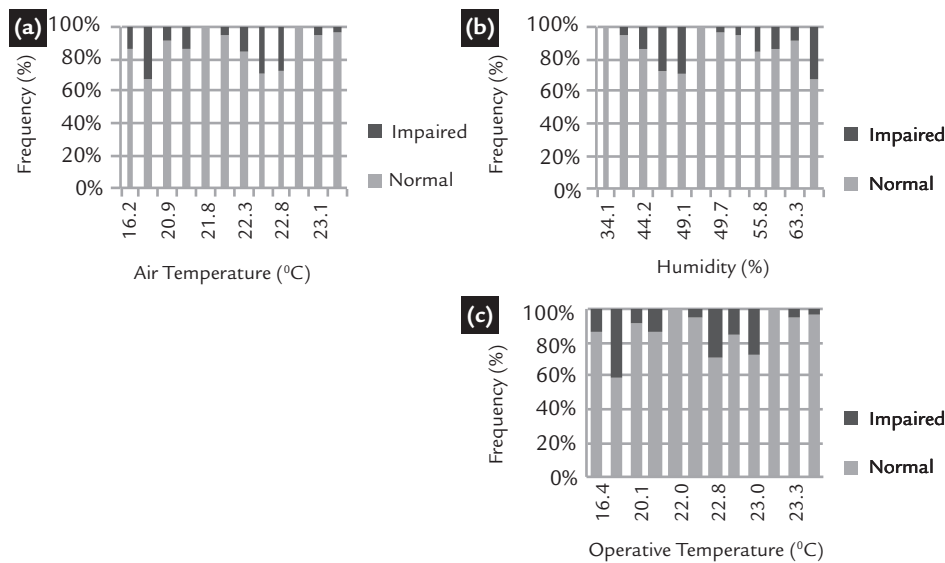 (a)
100%
80%
60%
40%
20%
0%
Frequency (%)
16.2 20.9 21.8 22.3 22.8 23.1
Air Temperature (⁰C)
Impaired
Normal
(b)
100%
80%
60%
40%
20%
0%
Frequency (%)
34.1 44.2 49.1 49.7 55.8 63.3
Humidity (%)
Impaired
Normal
(c)
100%
80%
60%
40%
20%
0%
Frequency (%)
16.4 20.1 22.0 22.8 23.0 23.3
Operative Temperature (⁰C)
Impaired
Normal